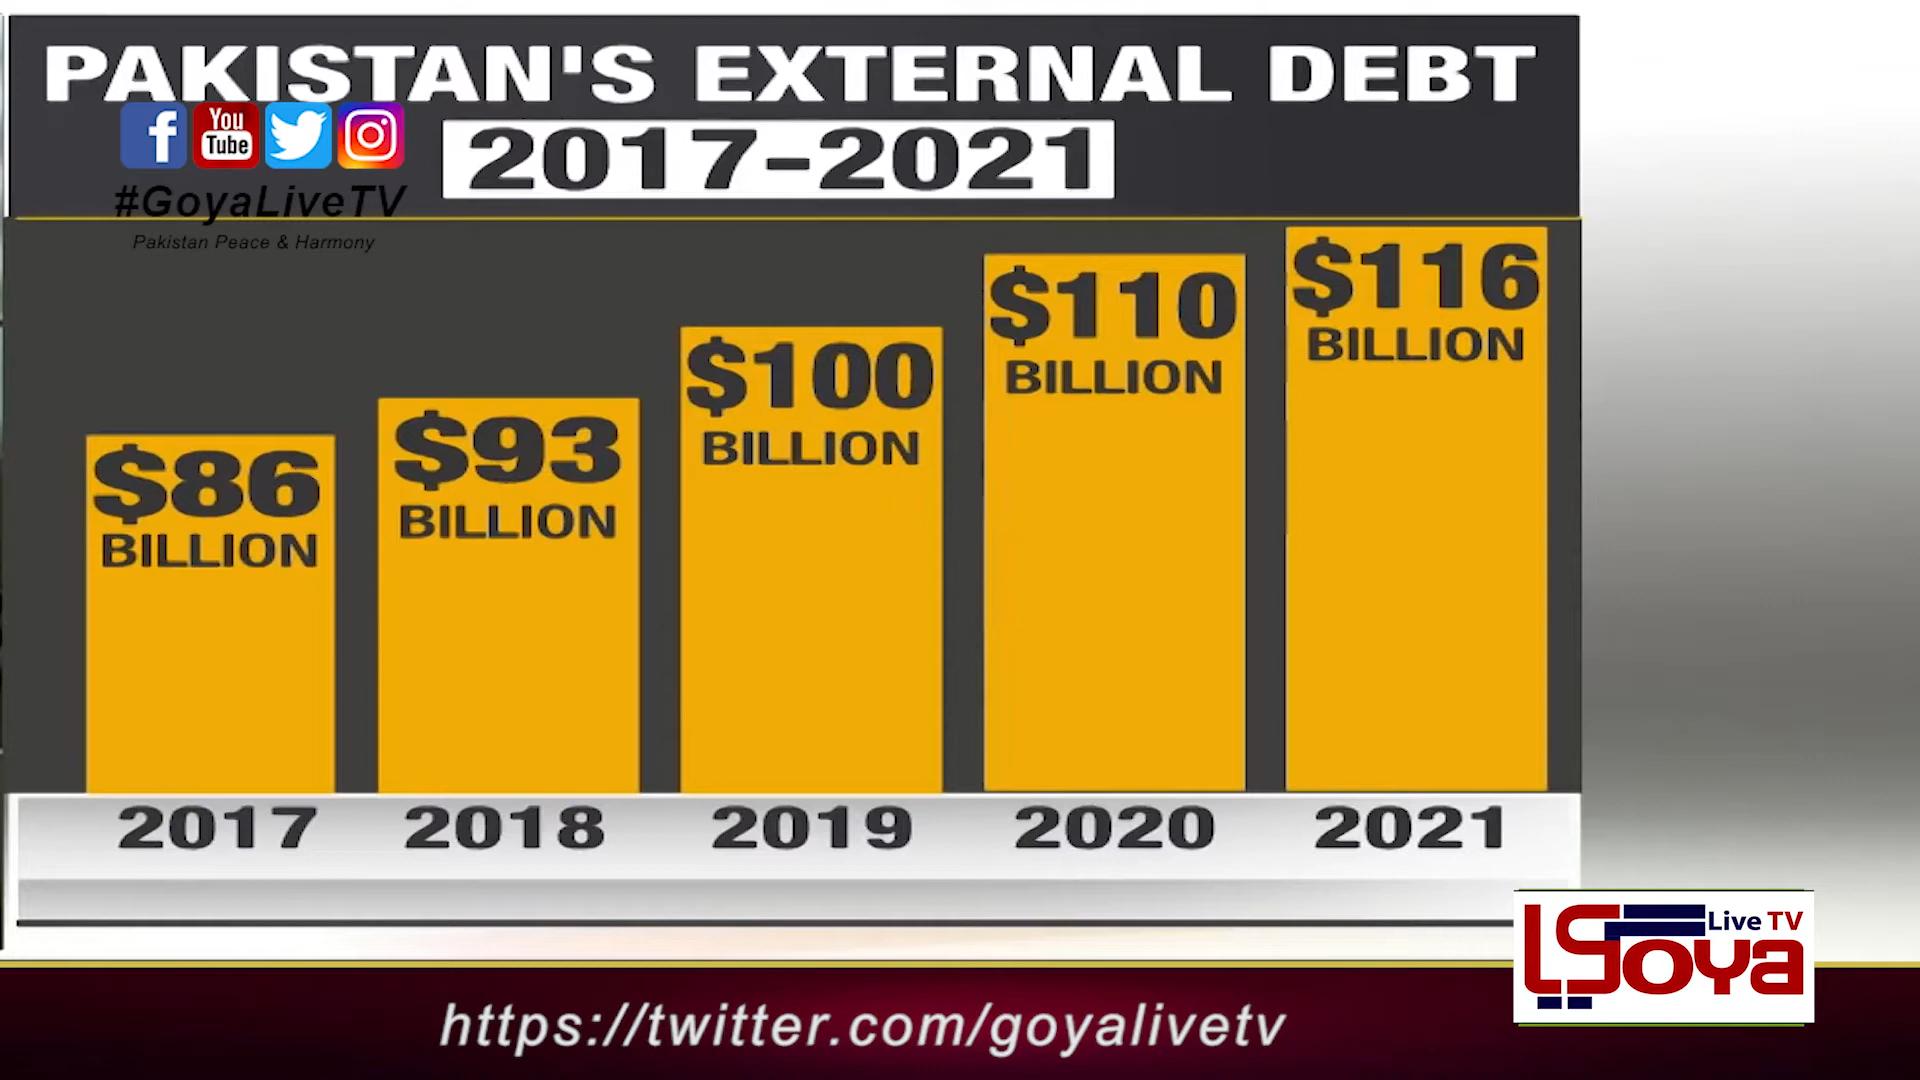 PAKISTAN'S EXTERNAL DEBT
2017-2021
f You Tube
#GoyaLiveTV
Pakistan Peace & Harmony
$86
BILLION
$93
BILLION
$100
BILLION
$110
BILLION
$116
BILLION
2017 2018 2019 2020 2021
Live TV
Goya
https://twitter.com/goyalivetv